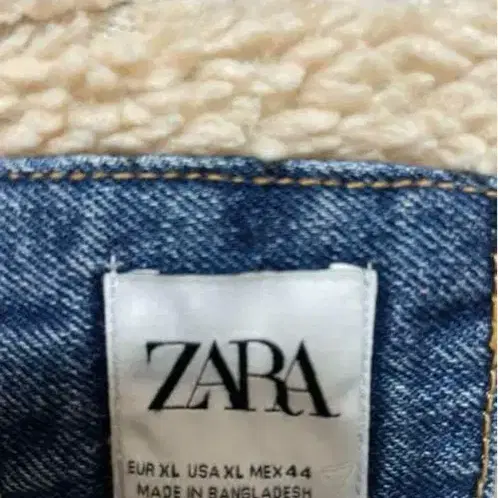 ZARA
EUR XL USA XL MEX 44
MADE IN BANGLADESH